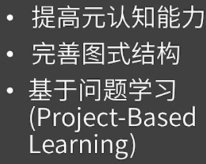 • 提高元认知能力
• 完善图式结构
• 基于问题学习
(Project-Based
Learning)